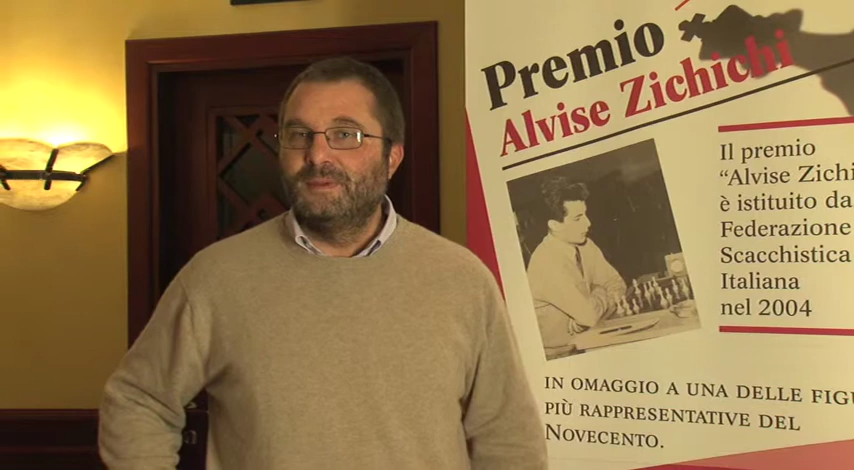 Premio
Alvise Zichichi
Il premio
"Alvise Zichi
è istituito da
Federazione
Scacchistica
Italiana
nel 2004
IN OMAGGIO A UNA DELLE FIGU
PIÙ RAPPRESENTATIVE DEL
NOVECENTO.